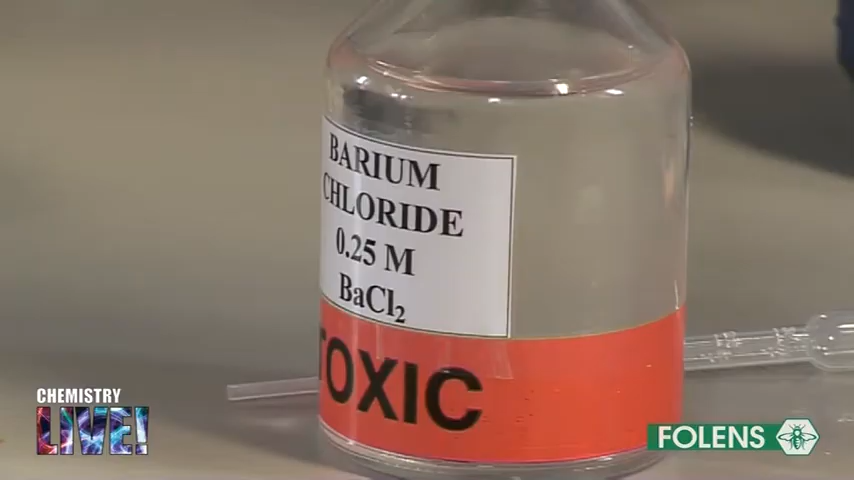 BARIUM
CHLORIDE
0.25 M
BaCl₂
TOXIC
CHEMISTRY
LIVE!
FOLENS